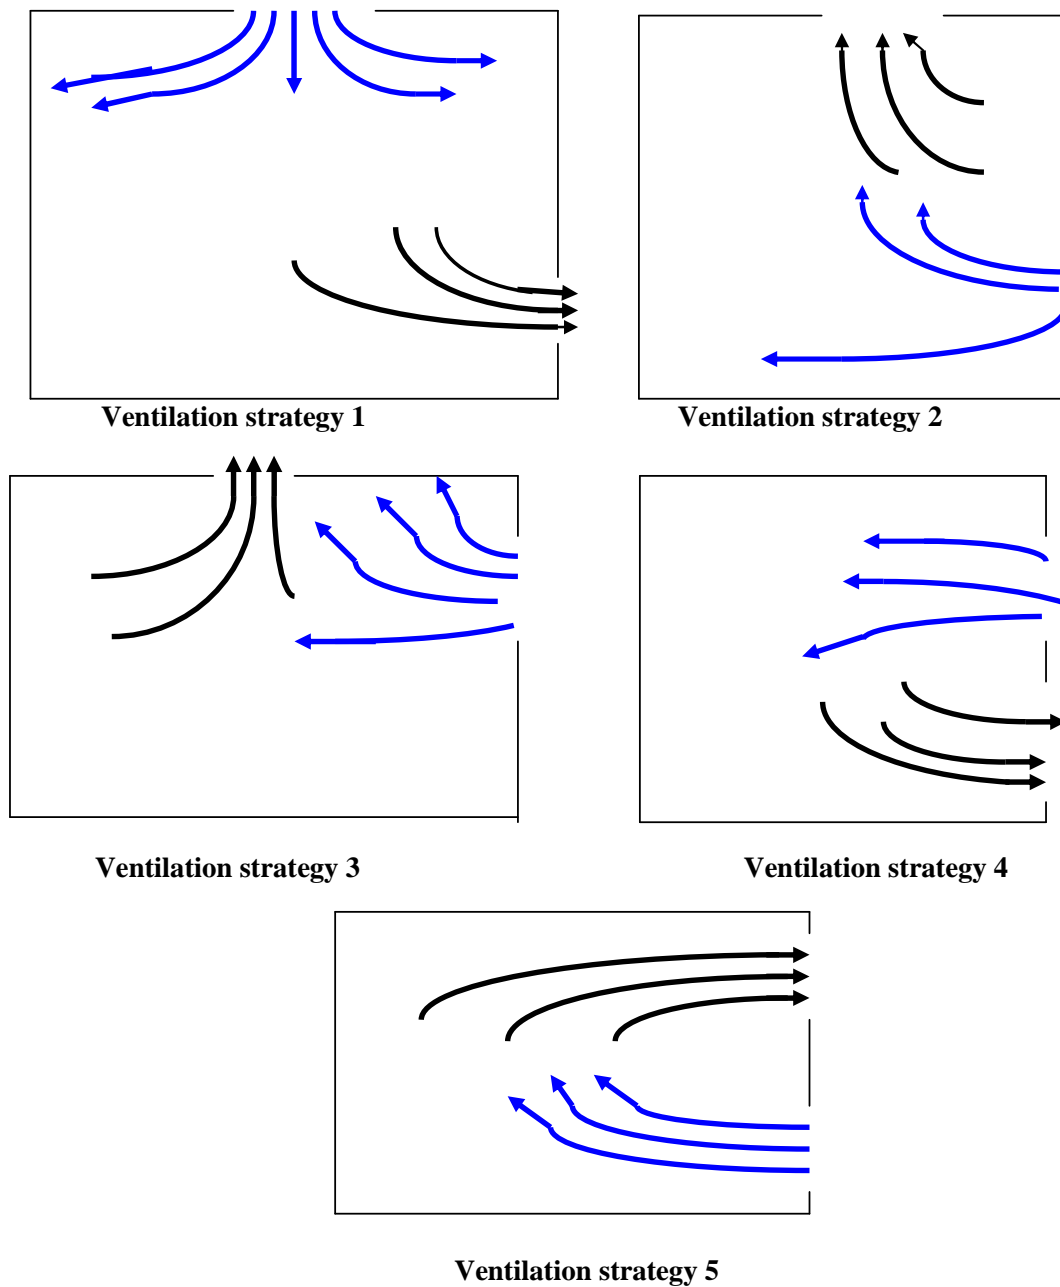 Ventilation strategy 1
Ventilation strategy 2
Ventilation strategy 3
Ventilation strategy 4
Ventilation strategy 5